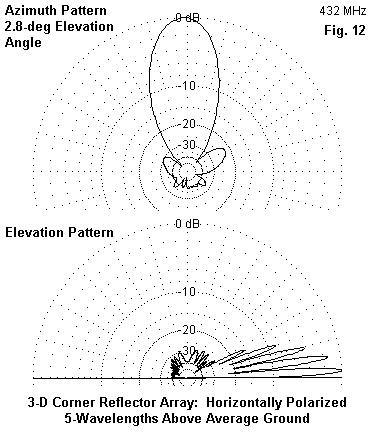 Azimuth Pattern
2.8-deg Elevation
Angle
0 dB
432 MHz
Fig. 12
-10
-20
-30
Elevation Pattern
0 dB
-10
-20
-30
3-D Corner Reflector Array: Horizontally Polarized
5-Wavelengths Above Average Ground